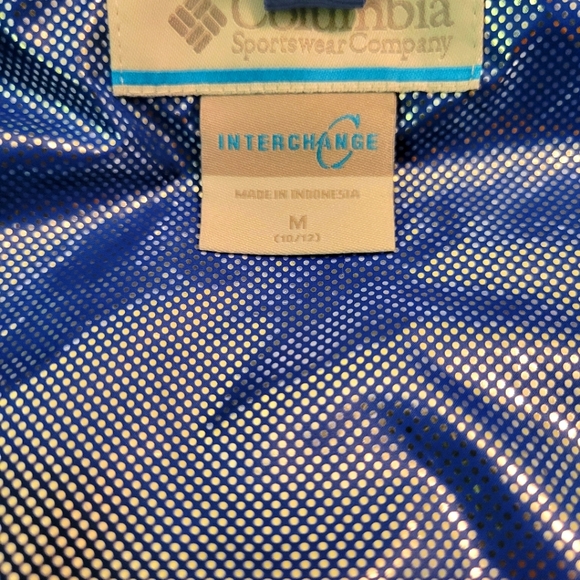 Columbia
Sportswear Company
INTERCHANGE
MADE IN INDONESIA
M
(10/12)